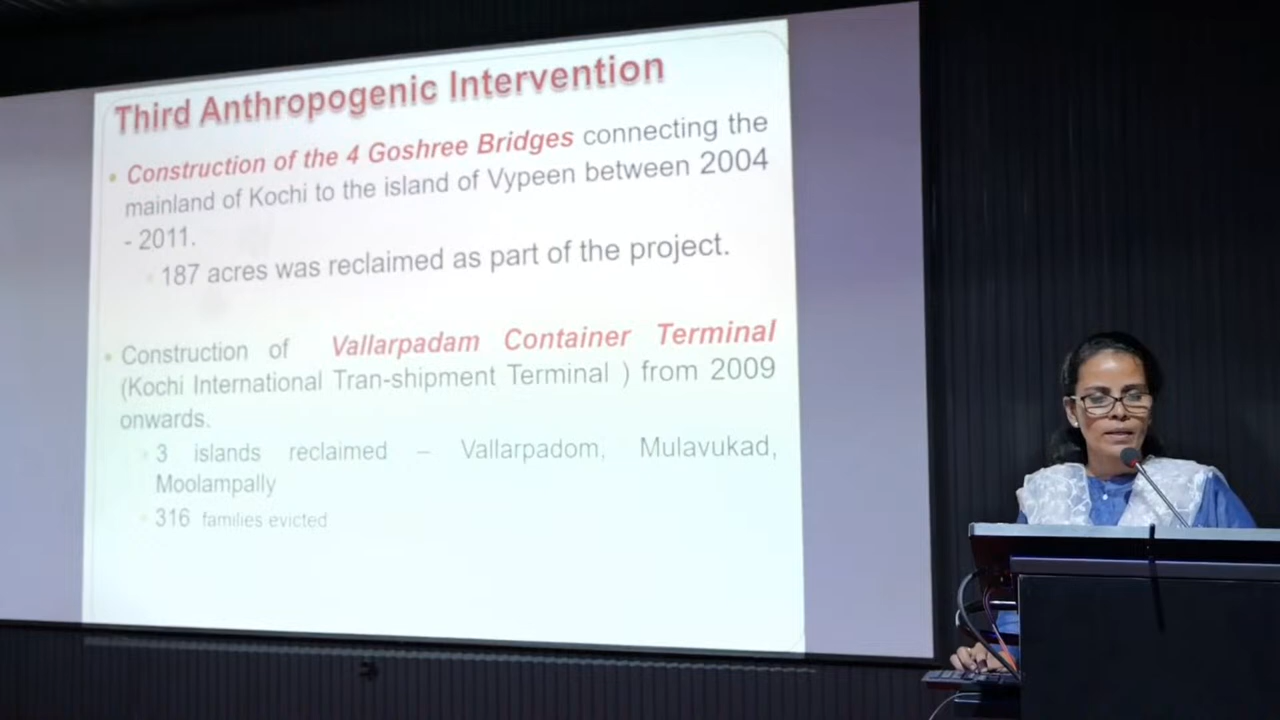 Third Anthropogenic Intervention
Construction of the 4 Goshree Bridges connecting the
mainland of Kochi to the island of Vypeen between 2004
- 2011.
187 acres was reclaimed as part of the project.
Construction of Vallarpadam Container Terminal
(Kochi International Tran-shipment Terminal ) from 2009
onwards.
3 islands reclaimed – Vallarpadom, Mulavukad,
Moolampally
316 families evicted